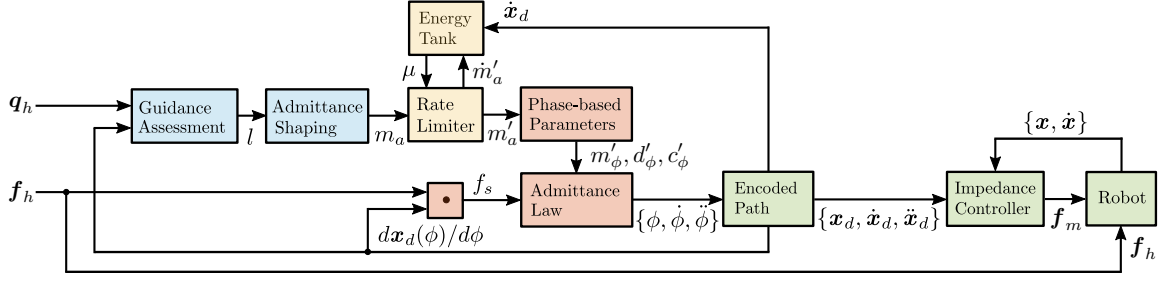 ẋ_d
Energy
Tank
μ
ṁ'_a
q_h
Guidance
Assessment
l
Admittance
Shaping
m_a
Rate
Limiter
m'_a
Phase-based
Parameters
m'_ϕ, d'_ϕ, c'_ϕ
{x, ẋ}
f_h
f_s
Admittance
Law
{ϕ, ϕ̇, ϕ̈}
Encoded
Path
{x_d, ẋ_d, ẍ_d}
Impedance
Controller
f_m
Robot
dx_d(ϕ)/dϕ
f_h